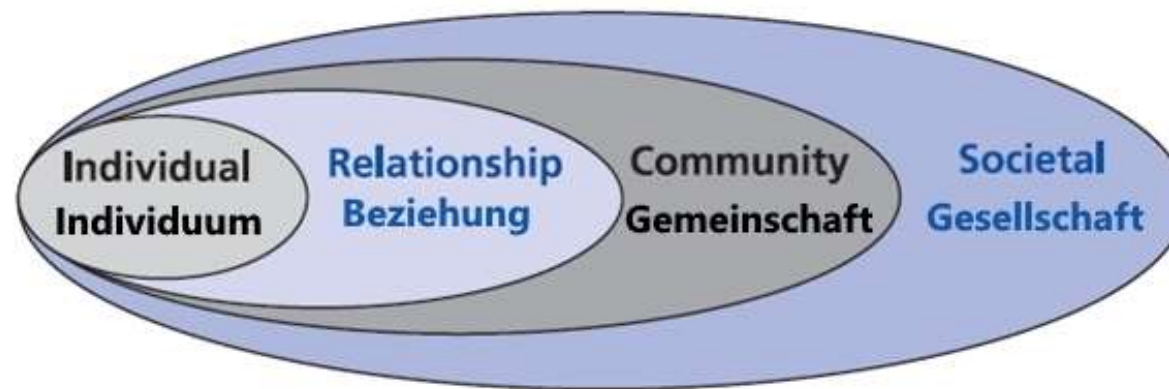 Individual
Individuum
Relationship
Beziehung
Community
Gemeinschaft
Societal
Gesellschaft